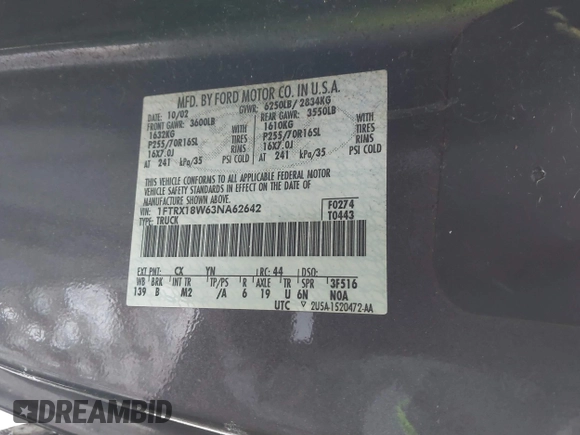 MFD. BY FORD MOTOR CO. IN U.S.A.
DATE: 10/02 GVWR: 6250LB/ 2834KG
FRONT GAWR: 3600LB REAR GAWR: 3550LB
1632KG 1610KG
P255/70R16SL TIRES P255/70R16SL TIRES
16X7.0J RIMS 16X7.0J RIMS
AT 241 kPa/35 PSI COLD AT 241 kPa/35 PSI COLD
THIS VEHICLE CONFORMS TO ALL APPLICABLE FEDERAL MOTOR
VEHICLE SAFETY STANDARDS IN EFFECT ON THE DATE OF
MANUFACTURE SHOWN ABOVE.
VIN: 1FTRX18W63NA62642 F0274
TYPE: TRUCK T0443
EXT PNT: CX YN RC: 44 DSO:
WB BRK INT TR TP/PS R AXLE TR SPR 3F516
139 B M2 /A 6 19 U 6N N0A
UTC 2U5A-1520472-AA
DREAMBID